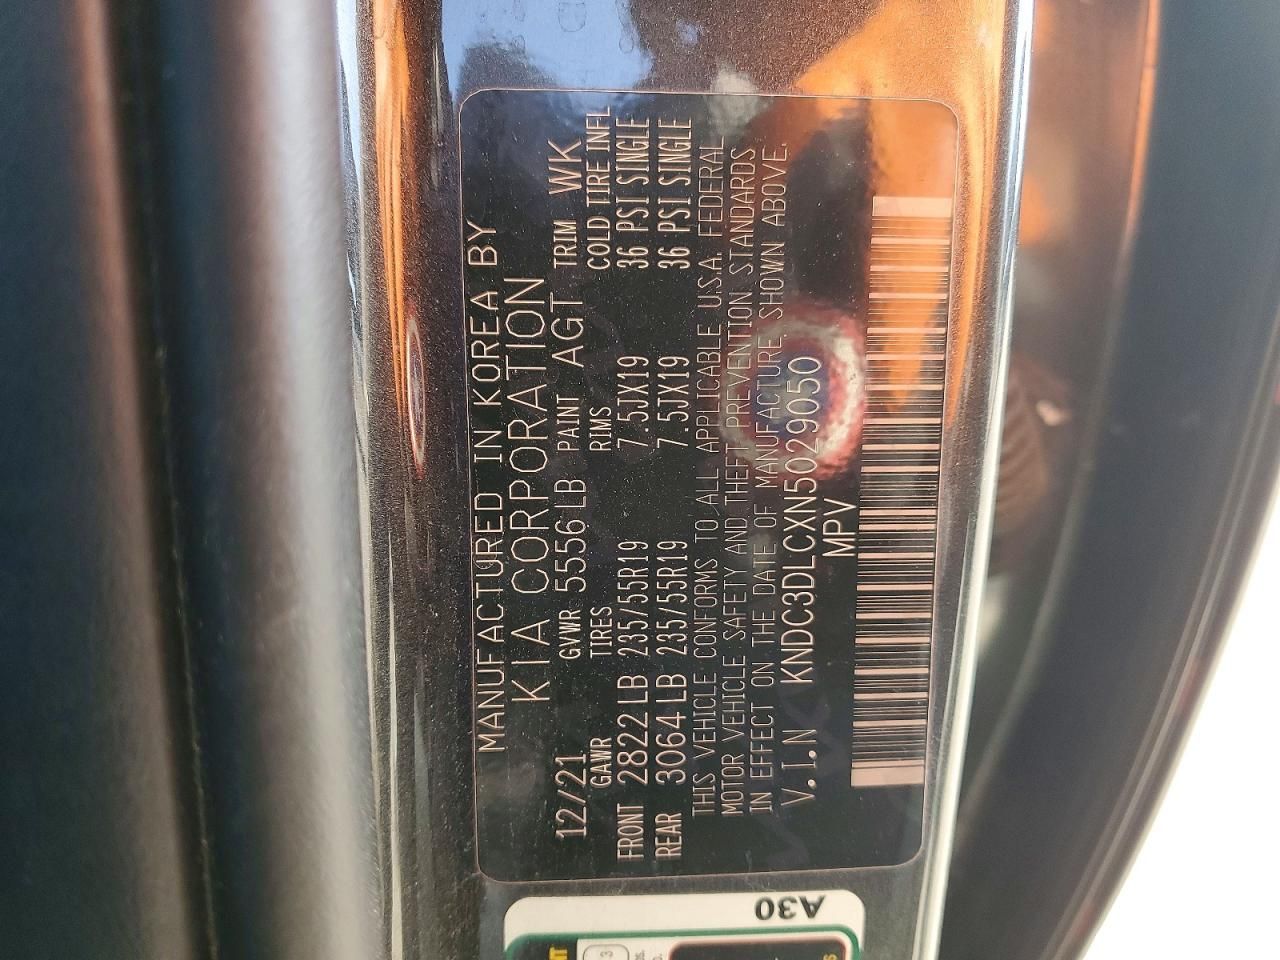 MANUFACTURED IN KOREA BY
KIA CORPORATION
12/21 GVWR 5556 LB PAINT AGT TRIM WK
GAWR TIRES RIMS COLD TIRE INFL
FRONT 2822 LB 235/55R19 7.5JX19 36 PSI SINGLE
REAR 3064 LB 235/55R19 7.5JX19 36 PSI SINGLE
THIS VEHICLE CONFORMS TO ALL APPLICABLE U.S.A. FEDERAL
MOTOR VEHICLE SAFETY AND THEFT PREVENTION STANDARDS
IN EFFECT ON THE DATE OF MANUFACTURE SHOWN ABOVE.
V.I.N KNDC3DLCXN5029050
MPV
A30
3